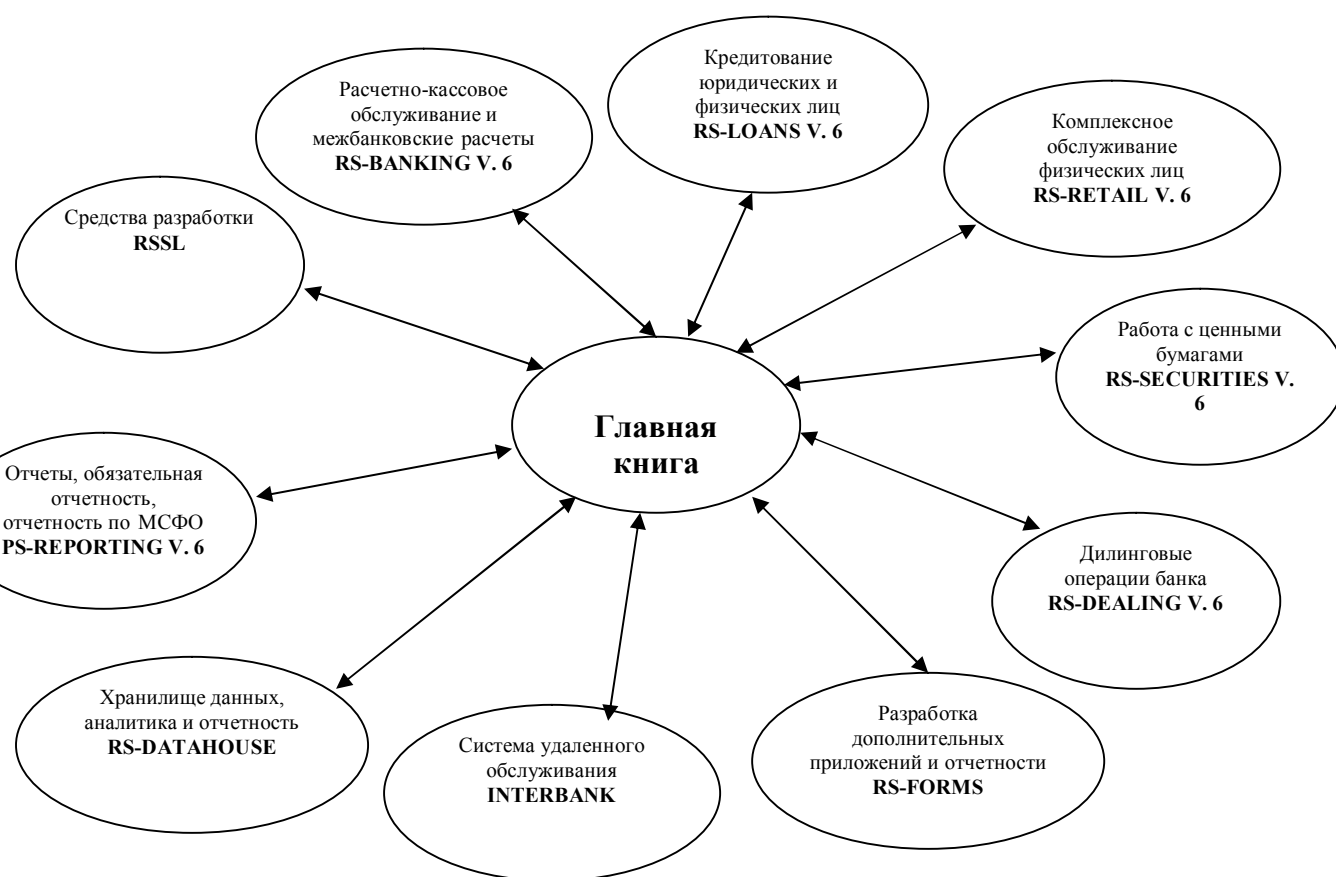 Кредитование
юридических и
физических лиц
RS-LOANS V. 6
Расчетно-кассовое
обслуживание и
межбанковские расчеты
RS-BANKING V. 6
Комплексное
обслуживание
физических лиц
RS-RETAIL V. 6
Средства разработки
RSSL
Работа с ценными
бумагами
RS-SECURITIES V.
6
Главная
книга
Отчеты, обязательная
отчетность,
отчетность по МСФО
PS-REPORTING V. 6
Дилинговые
операции банка
RS-DEALING V. 6
Хранилище данных,
аналитика и отчетность
RS-DATAHOUSE
Система удаленного
обслуживания
INTERBANK
Разработка
дополнительных
приложений и отчетности
RS-FORMS